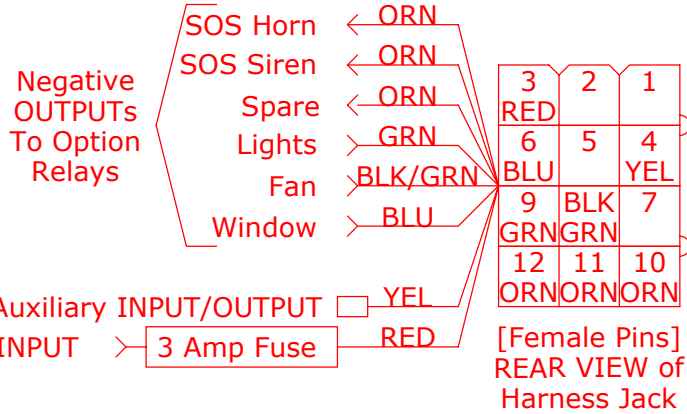 Negative
OUTPUTs
To Option
Relays
SOS Horn ORN
SOS Siren ORN
Spare ORN
Lights GRN
Fan BLK/GRN
Window BLU
Auxiliary INPUT/OUTPUT YEL
INPUT 3 Amp Fuse RED
3 2 1
RED
6 5 4
BLU YEL
9 BLK 7
GRN GRN
12 11 10
ORN ORN ORN
[Female Pins]
REAR VIEW of
Harness Jack